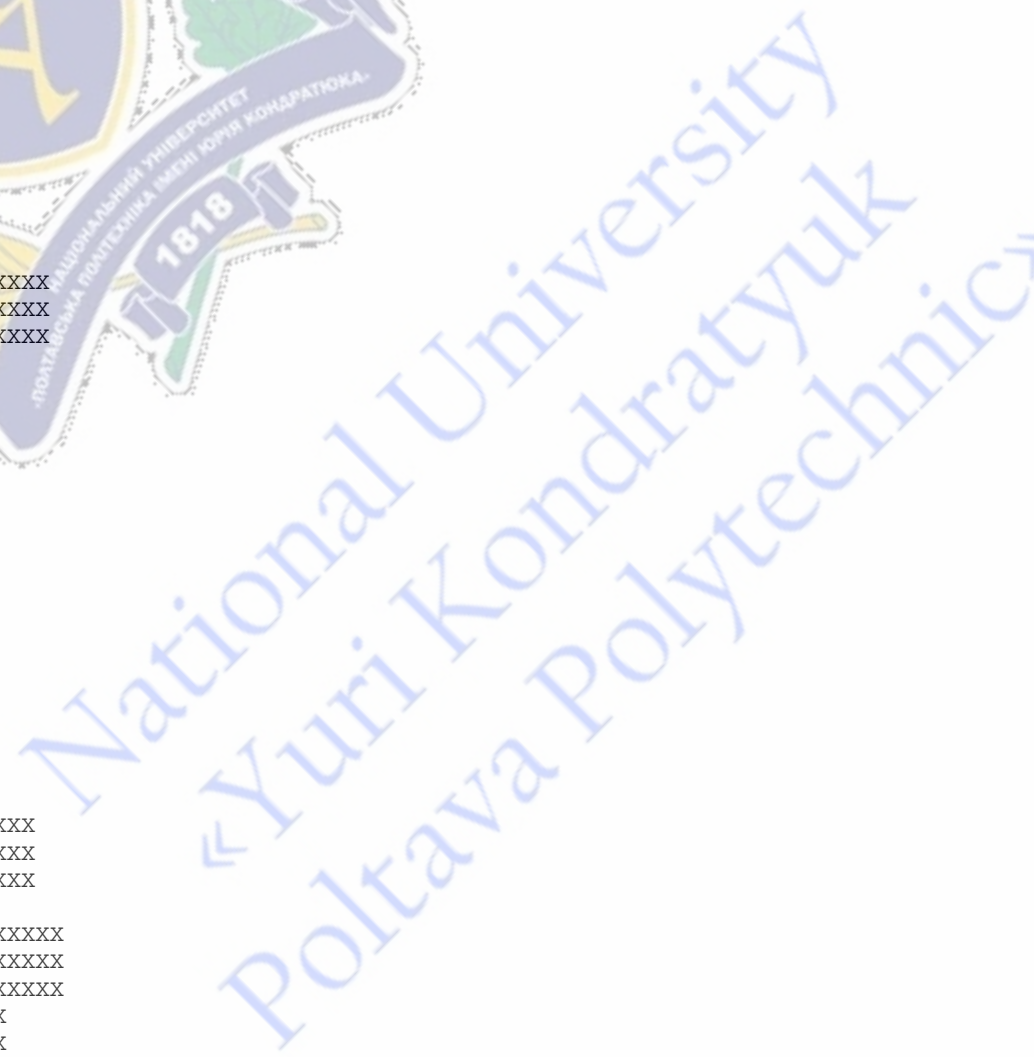 НАЦІОНАЛЬНИЙ УНІВЕРСИТЕТ
«ПОЛТАВСЬКА ПОЛІТЕХНІКА ІМЕНІ ЮРІЯ КОНДРАТЮКА»
1818
XXXX
XXXX
XXXX
National University
«Yuri Kondratyuk
Poltava Polytechnic»
XXX
XXX
XXX
XXXXX
XXXXX
XXXXX
X
X